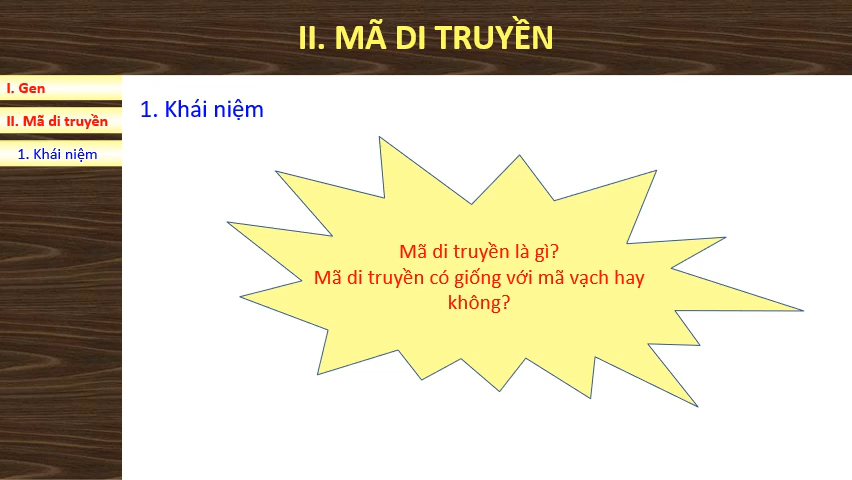 II. MÃ DI TRUYỀN
I. Gen
II. Mã di truyền
1. Khái niệm
1. Khái niệm
Mã di truyền là gì?
Mã di truyền có giống với mã vạch hay
không?